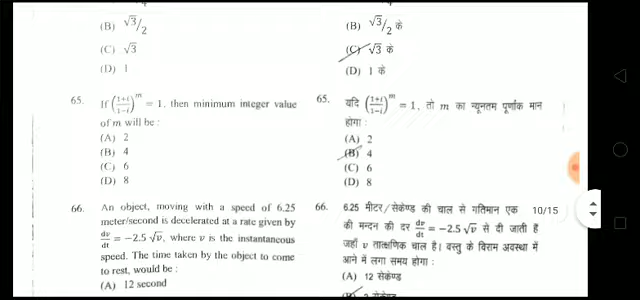 (B) √3/2
(C) √3
(D) 1
65. If ((1+i)/(1-i))^m = 1, then minimum integer value
of m will be :
(A) 2
(B) 4
(C) 6
(D) 8
66. An object, moving with a speed of 6.25
meter/second is decelerated at a rate given by
dv/dt = -2.5 √v, where v is the instantaneous
speed. The time taken by the object to come
to rest, would be :
(A) 12 second
(B) √3/2 के
(C) √3 के
(D) 1 के
65. यदि ((1+i)/(1-i))^m = 1, तो m का न्यूनतम पूर्णांक मान
होगा :
(A) 2
(B) 4
(C) 6
(D) 8
66. 6.25 मीटर/सेकेण्ड की चाल से गतिमान एक
की मन्दन की दर dv/dt = -2.5 √v से दी जाती है
जहाँ v तात्क्षणिक चाल है। वस्तु के विराम अवस्था में
आने में लगा समय होगा :
(A) 12 सेकेण्ड
10/15